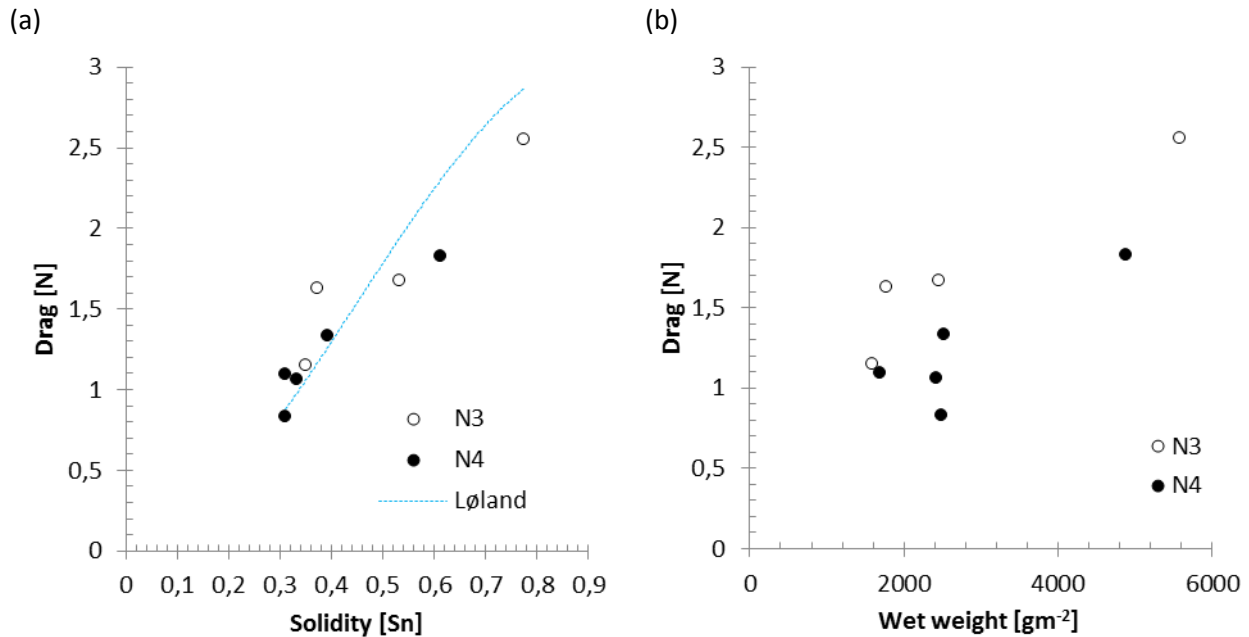 (a)
3
2,5
2
1,5
1
0,5
0
Drag [N]
N3
N4
Løland
0 0,1 0,2 0,3 0,4 0,5 0,6 0,7 0,8 0,9
Solidity [Sn]
(b)
3
2,5
2
1,5
1
0,5
0
Drag [N]
N3
N4
0 2000 4000 6000
Wet weight [gm⁻²]